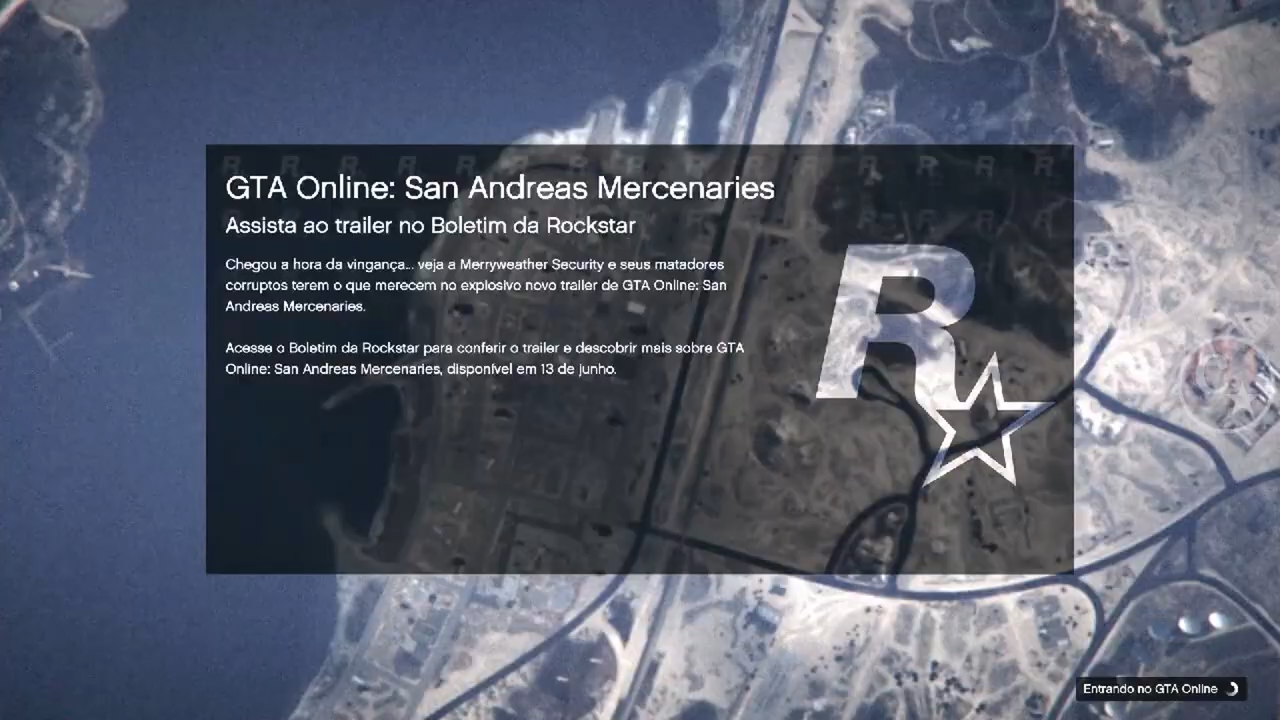 GTA Online: San Andreas Mercenaries
Assista ao trailer no Boletim da Rockstar
Chegou a hora da vingança... veja a Merryweather Security e seus matadores
corruptos terem o que merecem no explosivo novo trailer de GTA Online: San
Andreas Mercenaries.
Acesse o Boletim da Rockstar para conferir o trailer e descobrir mais sobre GTA
Online: San Andreas Mercenaries, disponível em 13 de junho.
R
Entrando no GTA Online